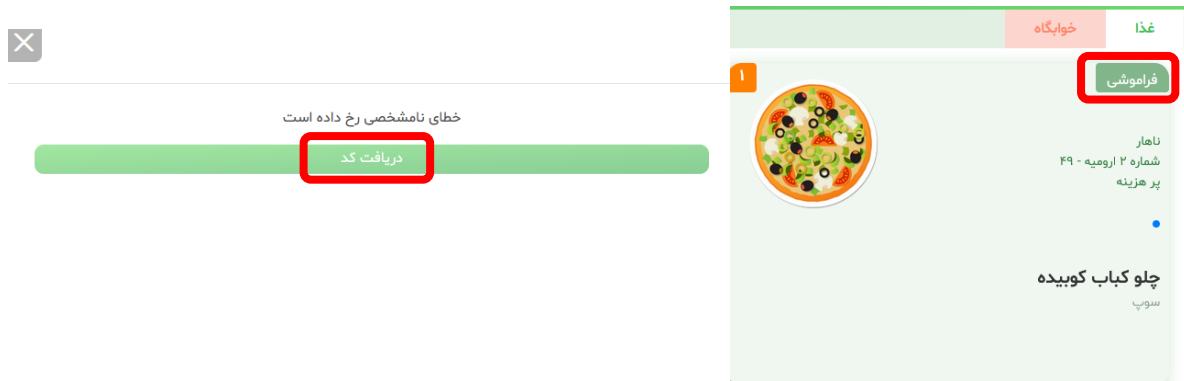 غذا
خوابگاه
فراموشی
۱
ناهار
شماره ۲ ارومیه - ۴۹
پر هزینه
چلو کباب کوبیده
سوپ
خطای نامشخصی رخ داده است
دریافت کد